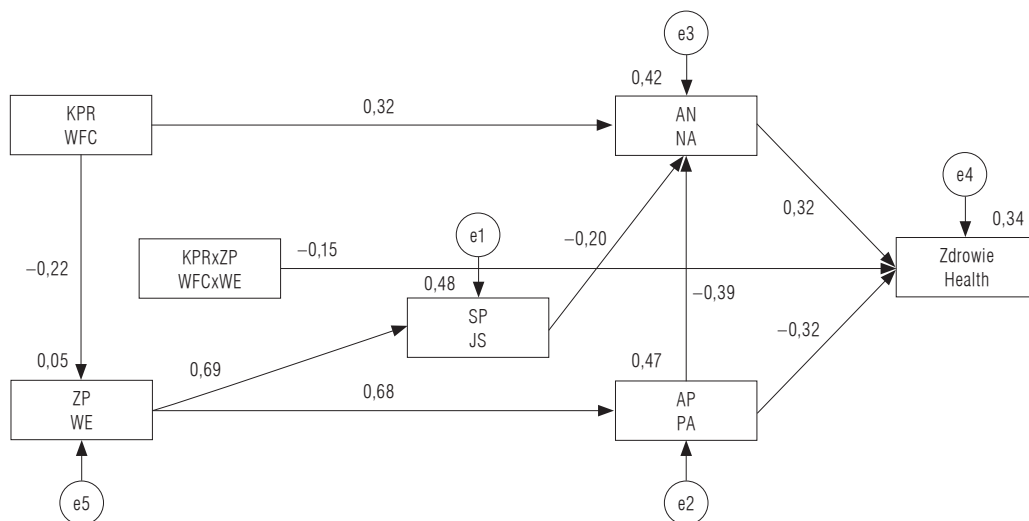 e3
0,42
KPR
WFC
0,32
AN
NA
e4
0,32
0,34
e1
−0,20
KPRxZP
WFCxWE
−0,15
Zdrowie
Health
−0,22
0,48
−0,39
SP
JS
−0,32
0,05
0,69
0,47
ZP
WE
0,68
AP
PA
e5
e2